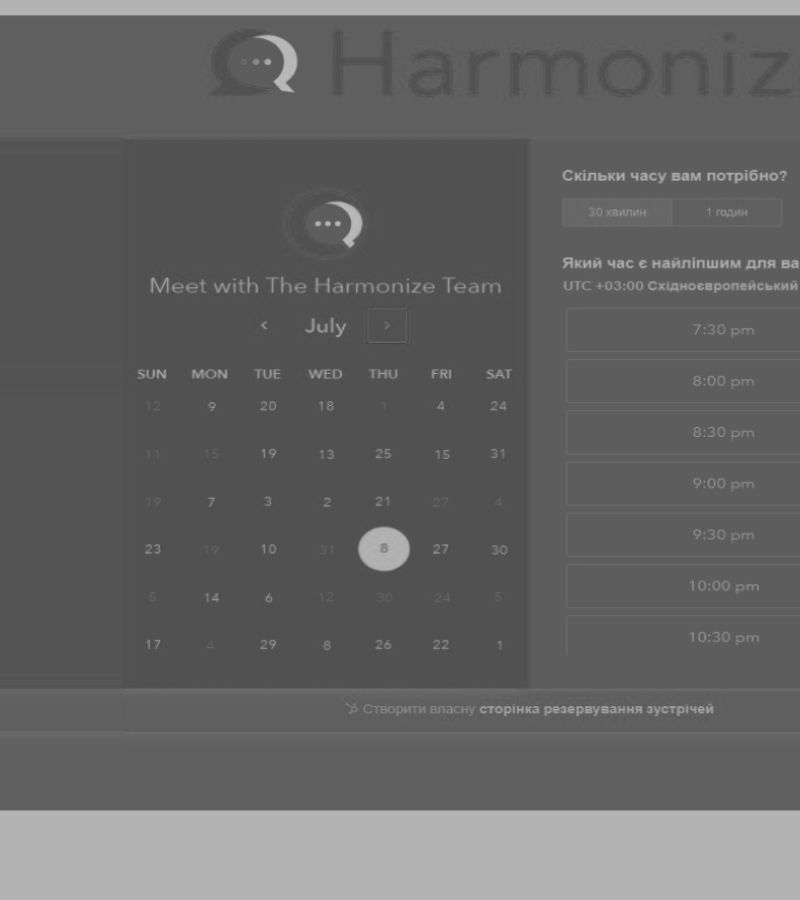 Harmoniz
Meet with The Harmonize Team
July
SUN MON TUE WED THU FRI SAT
12 9 20 18 1 4 24
11 15 19 13 25 15 31
19 7 3 2 21 27 4
23 19 10 31 8 27 30
5 14 6 12 30 24 5
17 4 29 8 26 22 1
Скільки часу вам потрібно?
30 хвилин 1 годин
Який час є найліпшим для ва
UTC +03:00 Східноєвропейський
7:30 pm
8:00 pm
8:30 pm
9:00 pm
9:30 pm
10:00 pm
10:30 pm
Створити власну сторінка резервування зустрічей